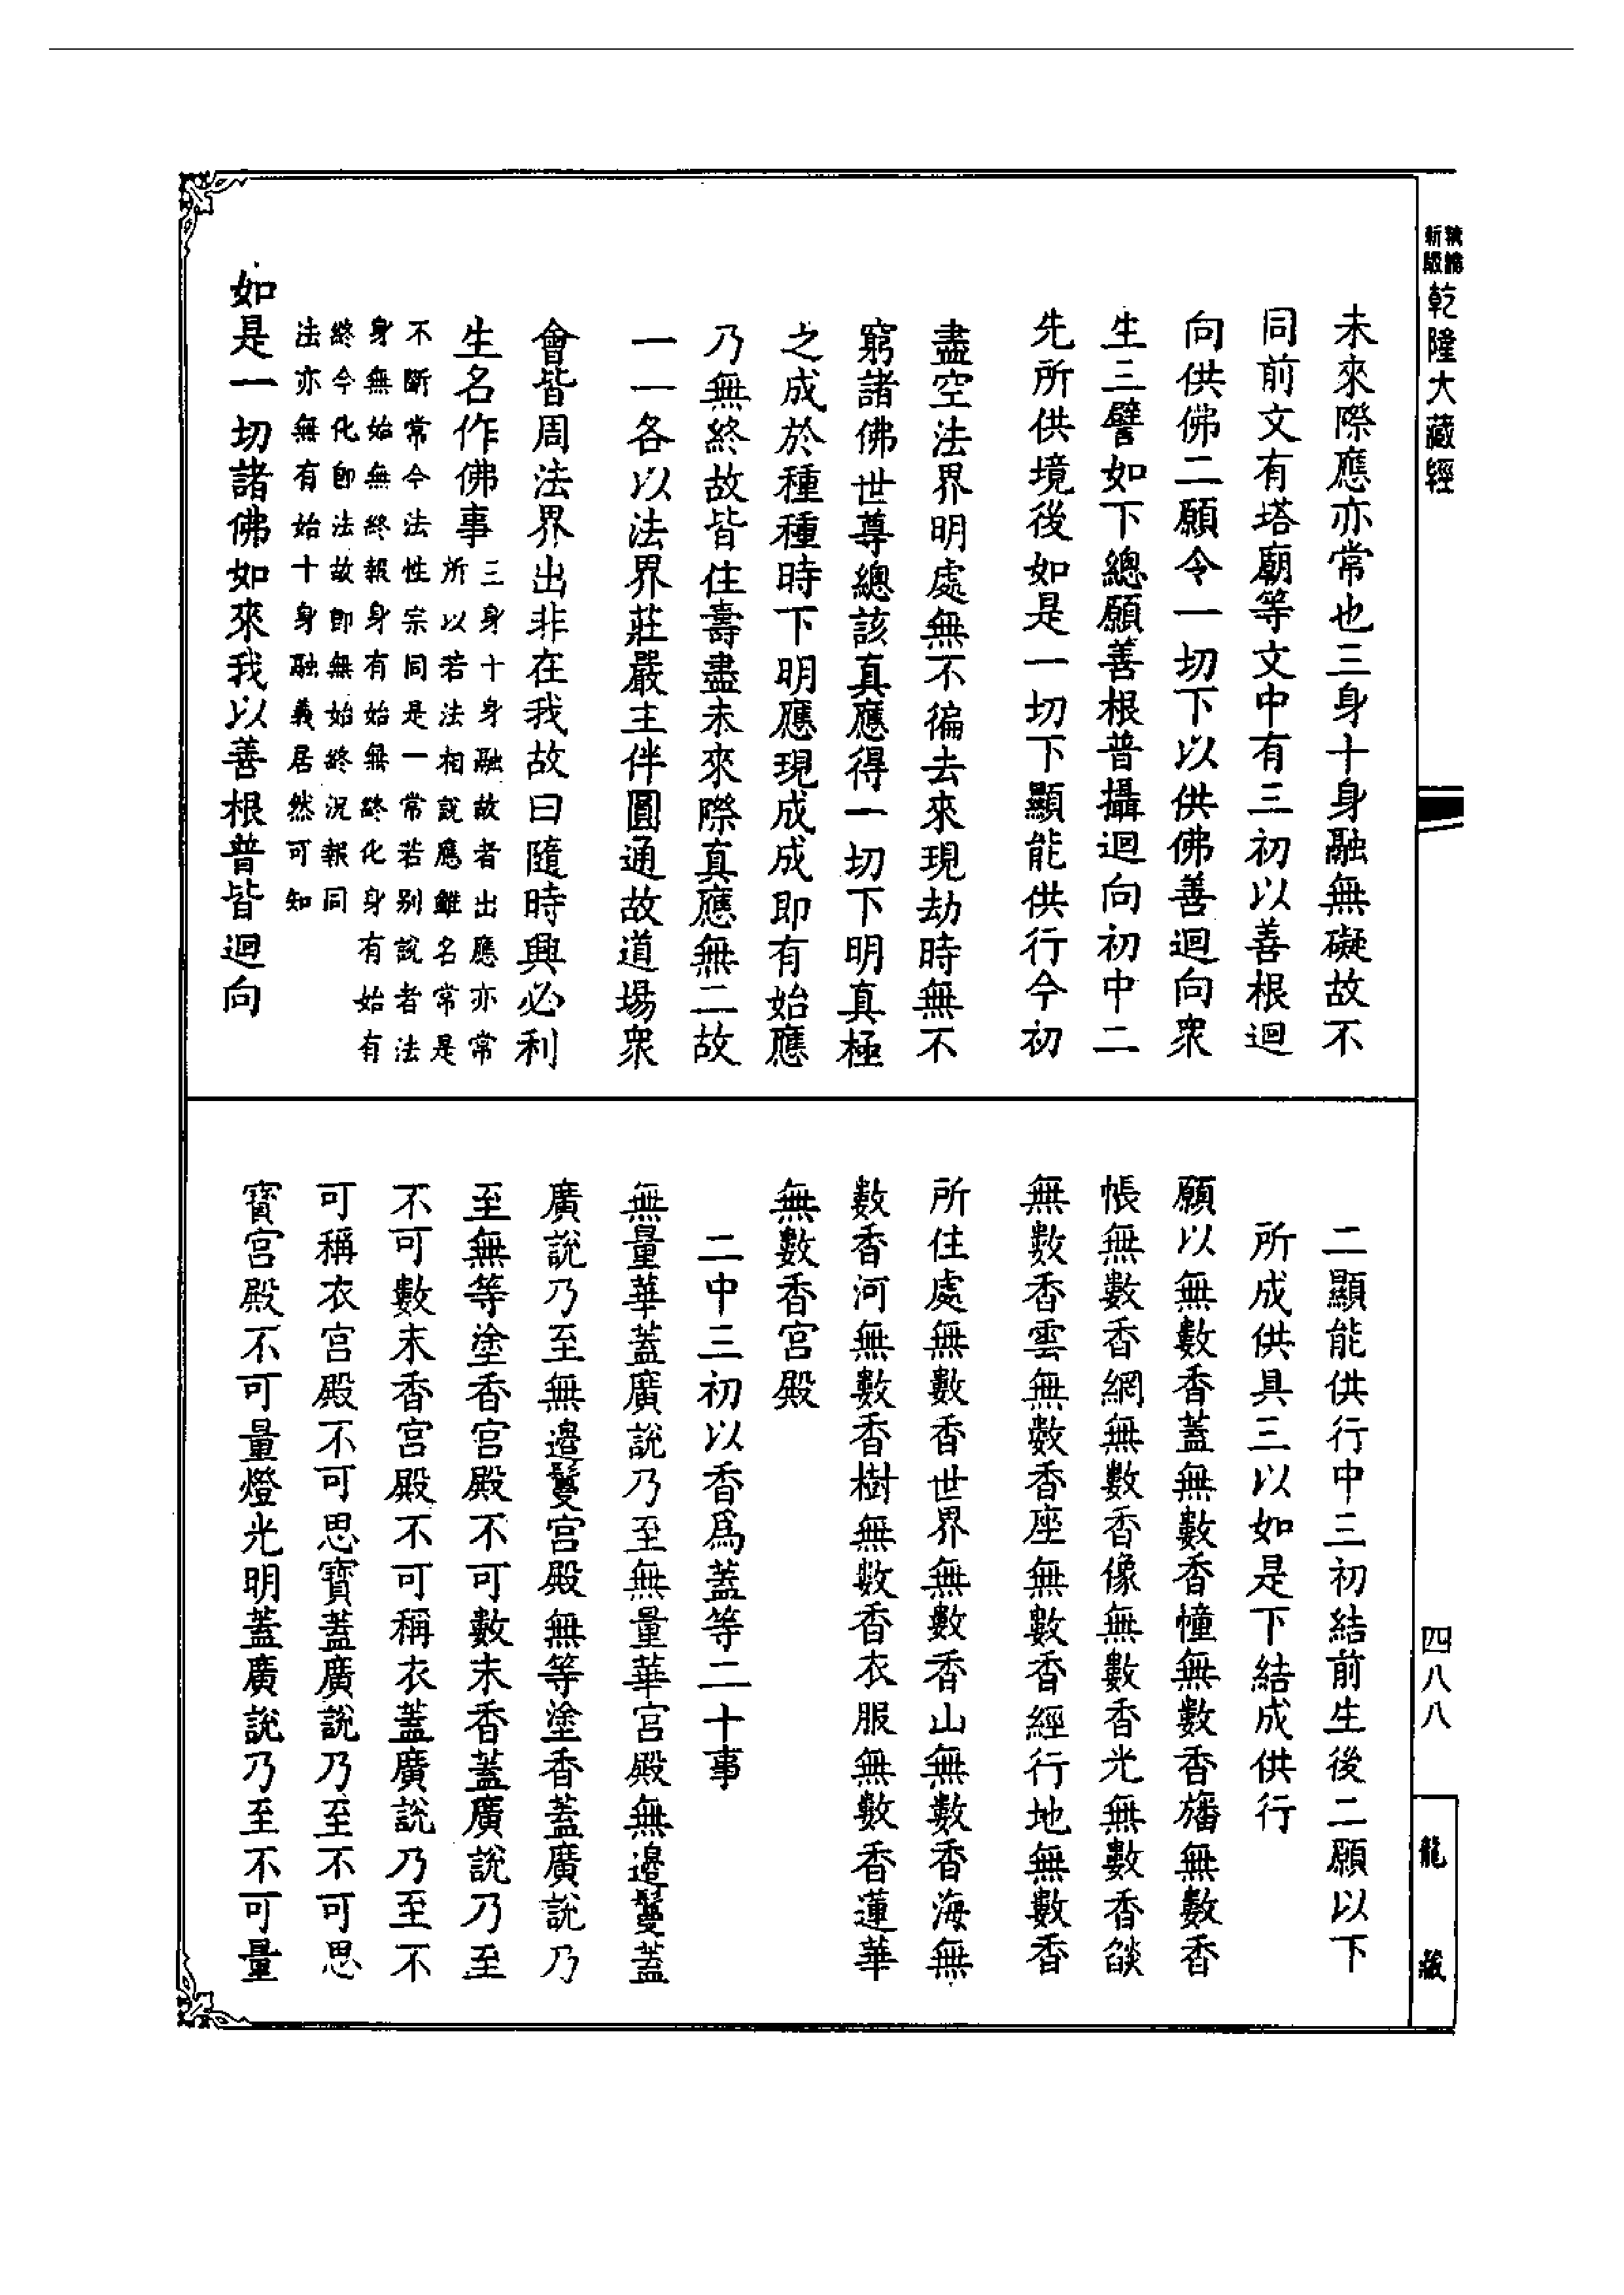 新編縮版
乾隆大藏經
未來際應亦常也三身十身融無礙故不
同前文有塔廟等文中有三初以善根迴
向供佛二願令一切下以供佛善迴向衆
生三譬如下總願善根普攝迴向初中二
先所供境後如是一切下顯能供行今初
盡空法界明處無不徧去來現劫時無不
窮諸佛世尊總該真應得一切下明真極
之成於種種時下明應現成成即有始應
乃無終故皆住壽盡未來際真應無二故
一一各以法界莊嚴主伴圓通故道場衆
會皆周法界出非在我故曰隨時興必利
生名作佛事
三身十身融故者出應亦常
所以若法相說應雖名常是
不斷常今法性宗同是一常若别說者法
身無始無終報身有始無終化身有始有
終今化即法故即無始終況報同
法亦無有始十身融義居然可知
如是一切諸佛如來我以善根普皆迴向
二顯能供行中三初結前生後二願以下
所成供具三以如是下結成供行
願以無數香蓋無數香幢無數香旛無數香
帳無數香網無數香像無數香光無數香燄
無數香雲無數香座無數香經行地無數香
所住處無數香世界無數香山無數香海無
數香河無數香樹無數香衣服無數香蓮華
無數香宮殿
二中三初以香爲蓋等二十事
無量華蓋廣說乃至無量華宮殿無邊鬘蓋
廣說乃至無邊鬘宮殿無等塗香蓋廣說乃
至無等塗香宮殿不可數末香蓋廣說乃至
不可數末香宮殿不可稱衣蓋廣說乃至不
可稱衣宮殿不可思寶蓋廣說乃至不可思
寶宮殿不可量燈光明蓋廣說乃至不可量
四八八
龍藏